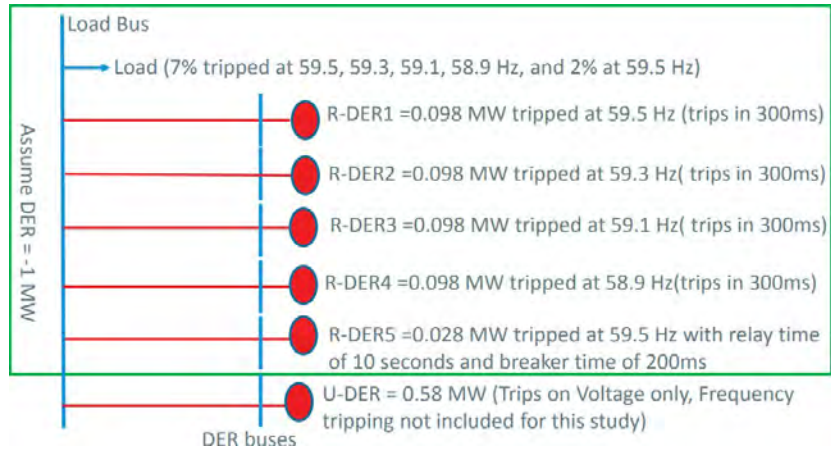 Load Bus
Load (7% tripped at 59.5, 59.3, 59.1, 58.9 Hz, and 2% at 59.5 Hz)
Assume DER = -1 MW
R-DER1 =0.098 MW tripped at 59.5 Hz (trips in 300ms)
R-DER2 =0.098 MW tripped at 59.3 Hz( trips in 300ms)
R-DER3 =0.098 MW tripped at 59.1 Hz( trips in 300ms)
R-DER4 =0.098 MW tripped at 58.9 Hz(trips in 300ms)
R-DER5 =0.028 MW tripped at 59.5 Hz with relay time
of 10 seconds and breaker time of 200ms
U-DER = 0.58 MW (Trips on Voltage only, Frequency
tripping not included for this study)
DER buses